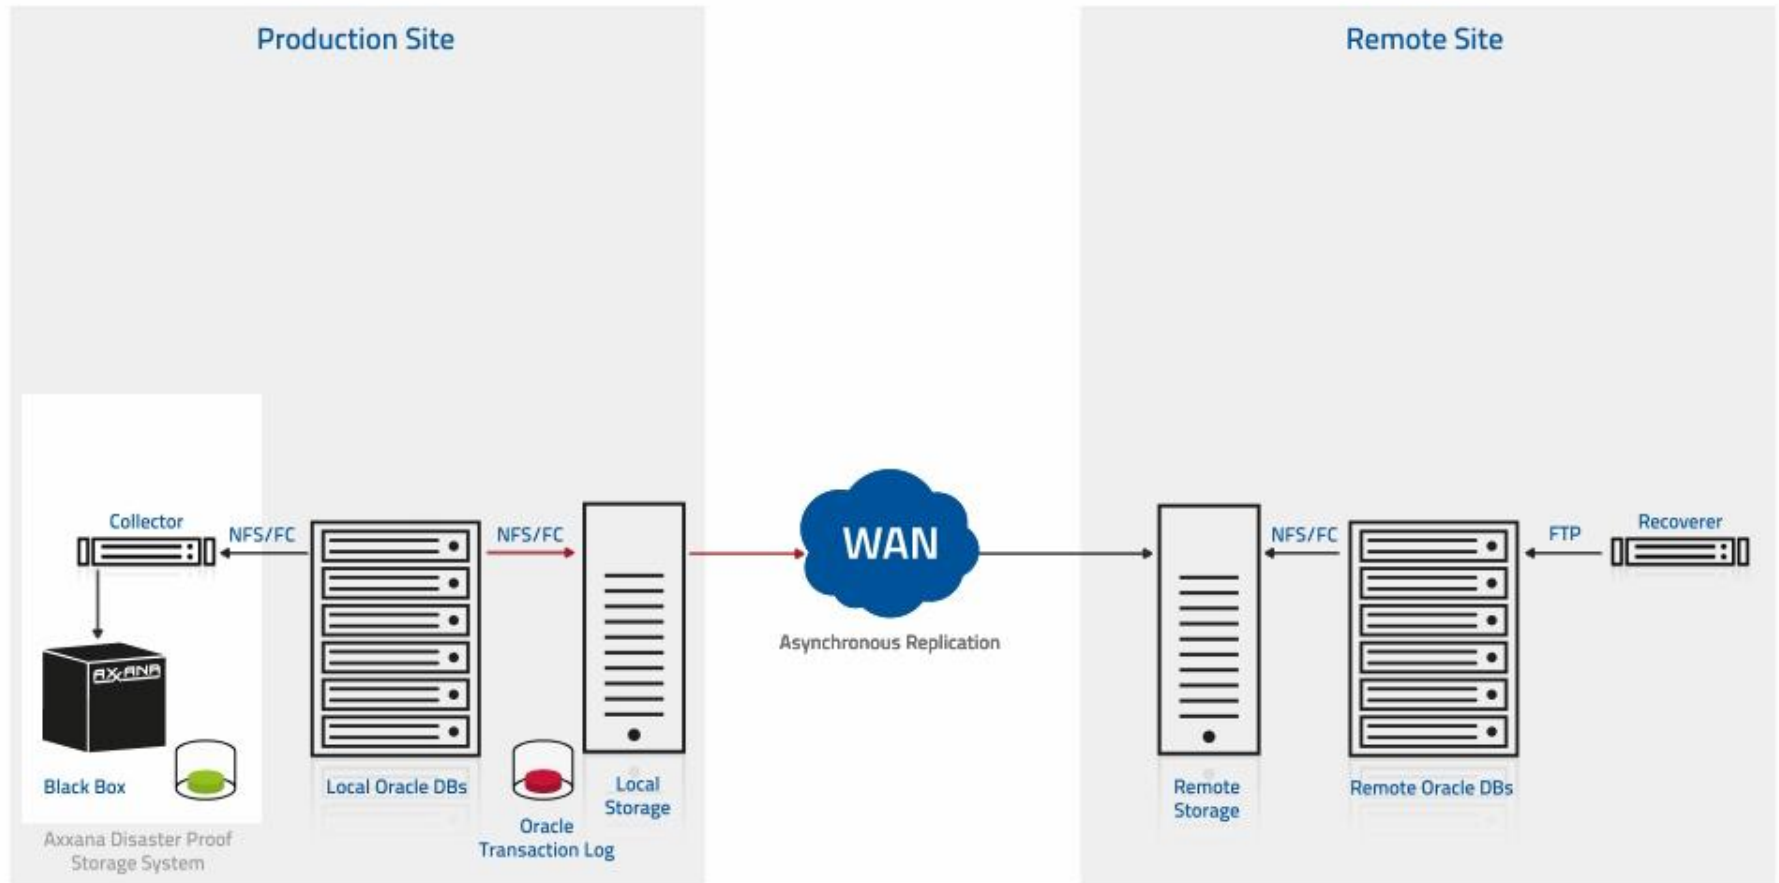 Production Site
Remote Site
Collector
NFS/FC
NFS/FC
WAN
Asynchronous Replication
NFS/FC
FTP
Recoverer
AXXANA
Black Box
Local Oracle DBs
Local
Storage
Oracle
Transaction Log
Axxana Disaster Proof
Storage System
Remote
Storage
Remote Oracle DBs